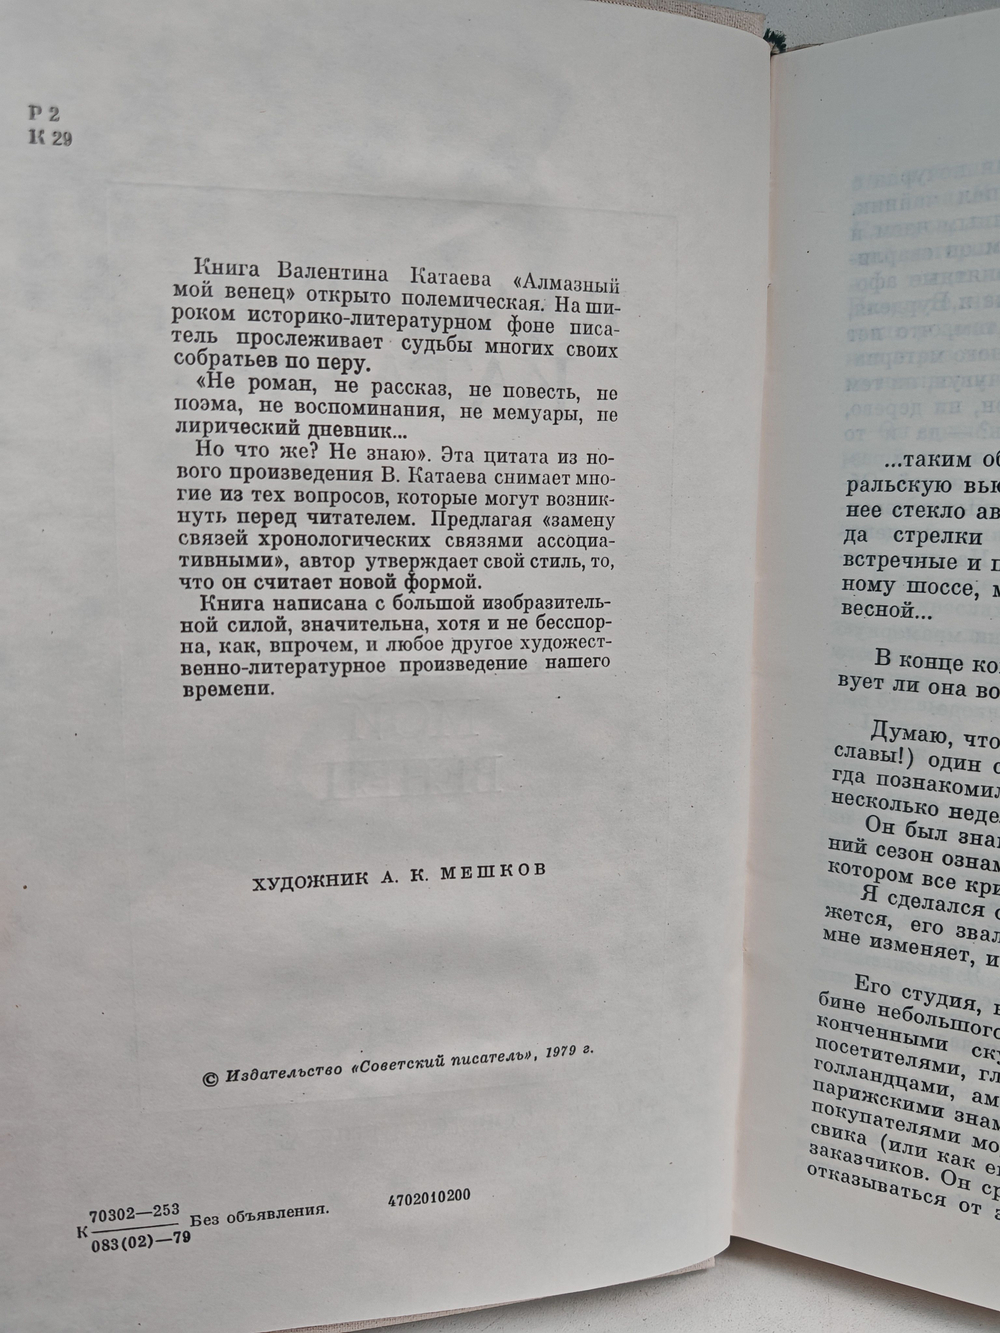 Р 2
К 29
Книга Валентина Катаева «Алмазный
мой венец» открыто полемическая. На ши-
роком историко-литературном фоне писа-
тель прослеживает судьбы многих своих
собратьев по перу.
«Не роман, не рассказ, не повесть, не
поэма, не воспоминания, не мемуары, не
лирический дневник...
Но что же? Не знаю». Эта цитата из но-
вого произведения В. Катаева снимает мно-
гие из тех вопросов, которые могут возник-
нуть перед читателем. Предлагая «замену
связей хронологических связями ассоциа-
тивными», автор утверждает свой стиль, то,
что он считает новой формой.
Книга написана с большой изобразитель-
ной силой, значительна, хотя и не бесспор-
на, как, впрочем, и любое другое художест-
венно-литературное произведение нашего
времени.
ХУДОЖНИК А. К. МЕШКОВ
© Издательство «Советский писатель», 1979 г.
К 70302—253
083(02)—79
Без объявления. 4702010200
...таким об
ральскую вью
нее стекло ав
да стрелки
встречные и п
ному шоссе, м
весной...
В конце ко
вует ли она во
Думаю, что
славы!) один с
гда познакомил
несколько неде
Он был зна
ний сезон ознам
котором все кри
Я сделался с
жется, его звал
мне изменяет, и
Его студия, н
бине небольшого
конченными ску
посетителями, гл
голландцами, ам
парижскими знам
покупателями мо
свика (или как е
заказчиков. Он ср
отказываться от